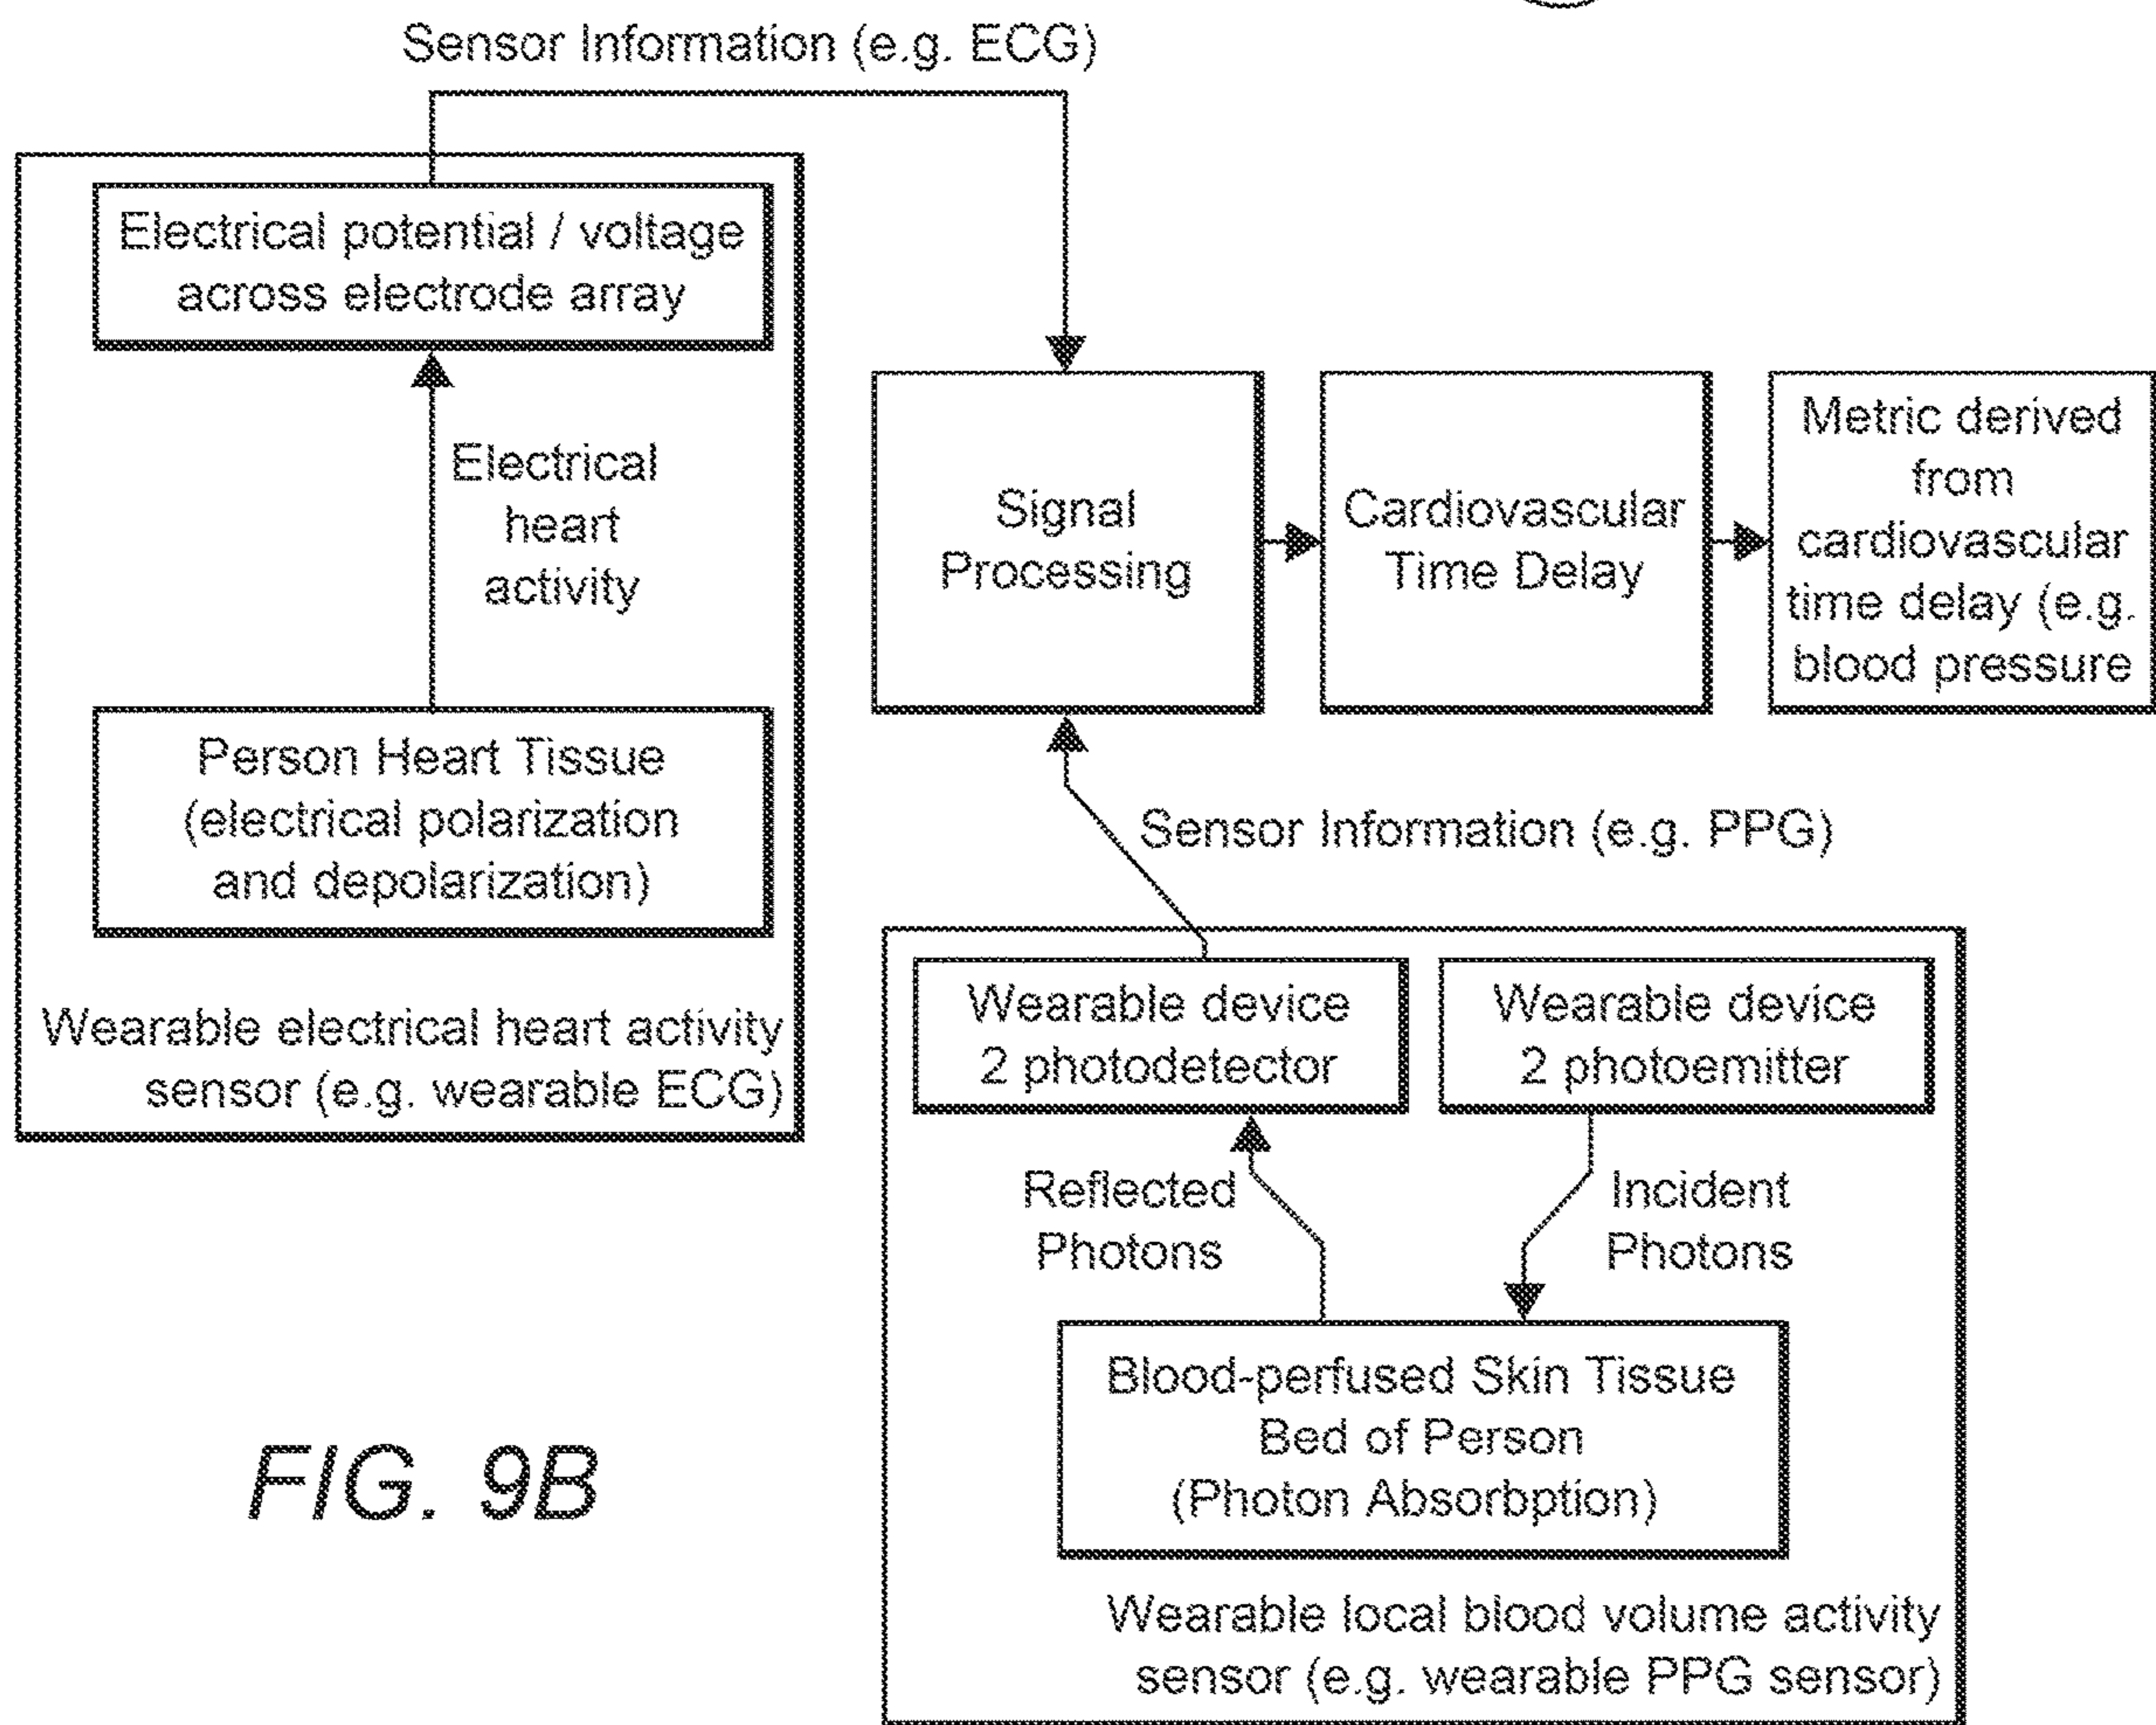 Sensor Information (e.g. ECG)
Electrical potential / voltage
across electrode array
Electrical
heart
activity
Person Heart Tissue
(electrical polarization
and depolarization)
Wearable electrical heart activity
sensor (e.g. wearable ECG)
Signal
Processing
Cardiovascular
Time Delay
Metric derived
from
cardiovascular
time delay (e.g.
blood pressure
Sensor Information (e.g. PPG)
Wearable device
2 photodetector
Wearable device
2 photoemitter
Reflected
Photons
Incident
Photons
Blood-perfused Skin Tissue
Bed of Person
(Photon Absorbption)
Wearable local blood volume activity
sensor (e.g. wearable PPG sensor)
FIG. 9B